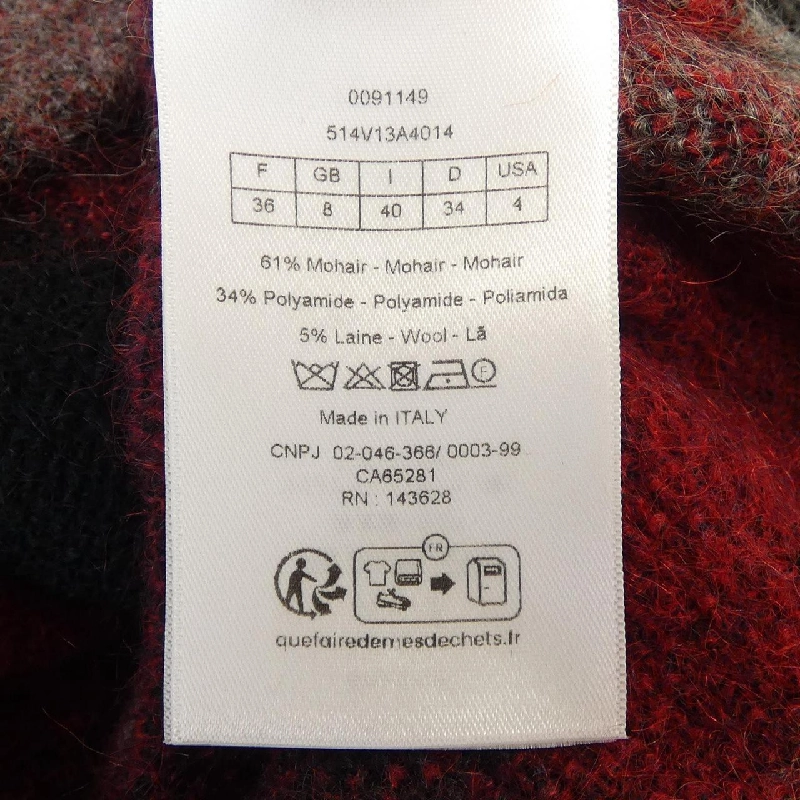 0091149
514V13A4014
F GB I D USA
36 8 40 34 4
61% Mohair - Mohair - Mohair
34% Polyamide - Polyamide - Poliamida
5% Laine - Wool - Lã
F
Made in ITALY
CNPJ 02-046-366/ 0003-99
CA65281
RN : 143628
FR
quefairedemesdechets.fr